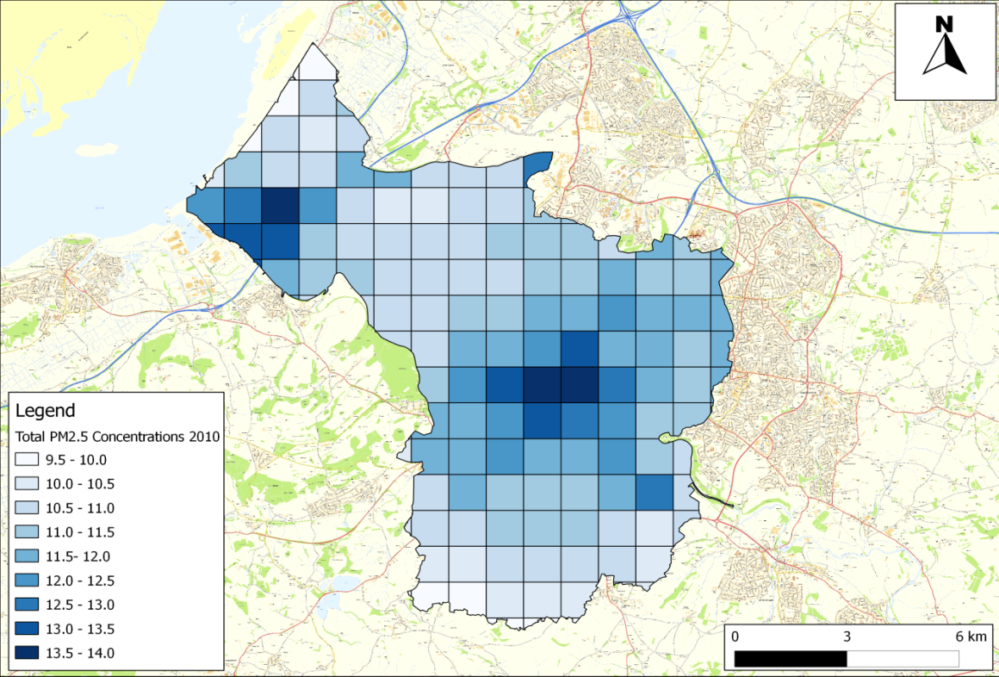 N
Legend
Total PM2.5 Concentrations 2010
9.5 - 10.0
10.0 - 10.5
10.5 - 11.0
11.0 - 11.5
11.5- 12.0
12.0 - 12.5
12.5 - 13.0
13.0 - 13.5
13.5 - 14.0
0 3 6 km